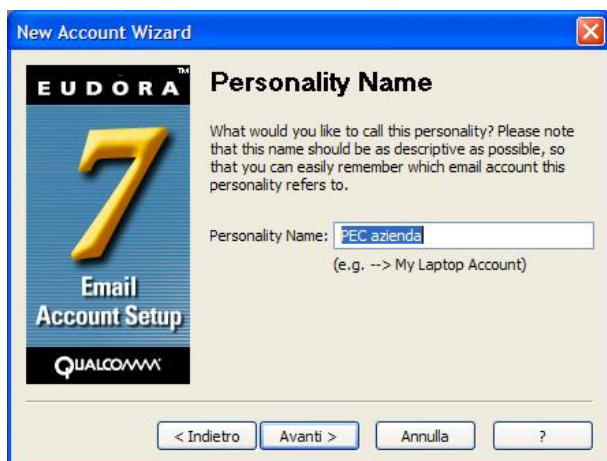 New Account Wizard
EUDORA™
7
Email
Account Setup
QUALCOMM
Personality Name
What would you like to call this personality? Please note
that this name should be as descriptive as possible, so
that you can easily remember which email account this
personality refers to.
Personality Name: PEC azienda
(e.g. --> My Laptop Account)
< Indietro
Avanti >
Annulla
?